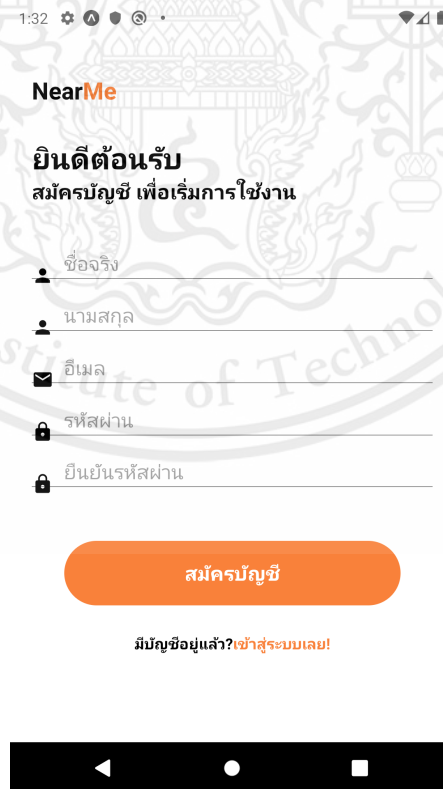 1:32
NearMe
ยินดีต้อนรับ
สมัครบัญชี เพื่อเริ่มการใช้งาน
ชื่อจริง
นามสกุล
อีเมล
รหัสผ่าน
ยืนยันรหัสผ่าน
stitute of Techno
สมัครบัญชี
มีบัญชีอยู่แล้ว?เข้าสู่ระบบเลย!